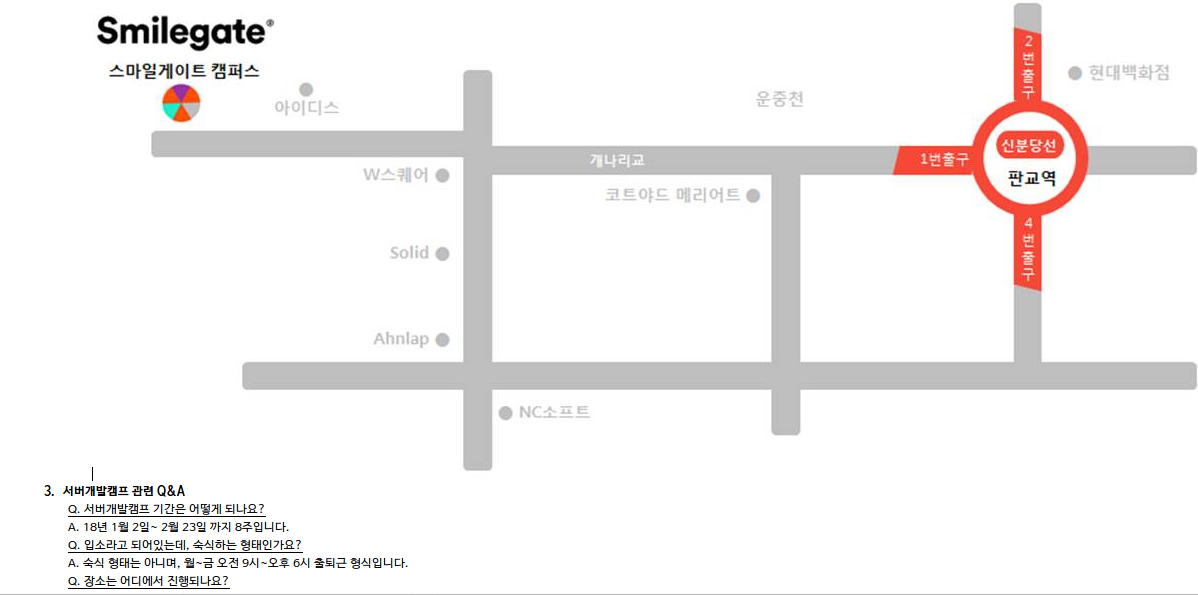 Smilegate®
스마일게이트 캠퍼스
아이디스
운중천
2번출구
현대백화점
개나리교
1번출구
신분당선
판교역
W스퀘어
코트야드 메리어트
4번출구
Solid
Ahnlap
NC소프트
3. 서버개발캠프 관련 Q&A
Q. 서버개발캠프 기간은 어떻게 되나요?
A. 18년 1월 2일~ 2월 23일 까지 8주입니다.
Q. 입소라고 되어있는데, 숙식하는 형태인가요?
A. 숙식 형태는 아니며, 월~금 오전 9시~오후 6시 출퇴근 형식입니다.
Q. 장소는 어디에서 진행되나요?